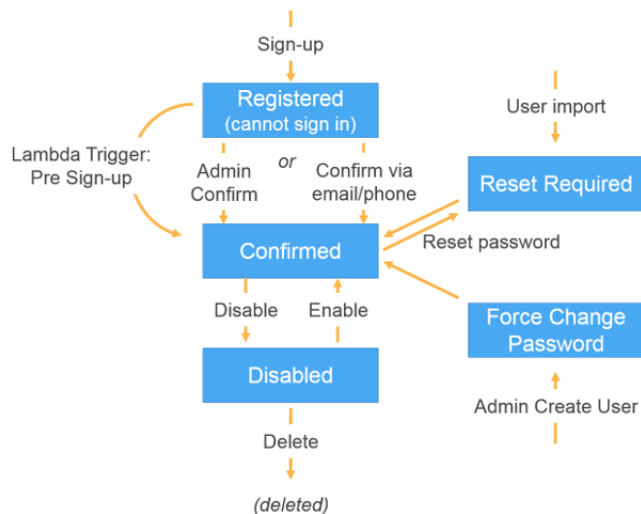 Sign-up
Registered
(cannot sign in)
User import
Lambda Trigger:
Pre Sign-up
or
Admin
Confirm
Confirm via
email/phone
Reset Required
Confirmed
Reset password
Disable
Enable
Force Change
Password
Disabled
Admin Create User
Delete
(deleted)